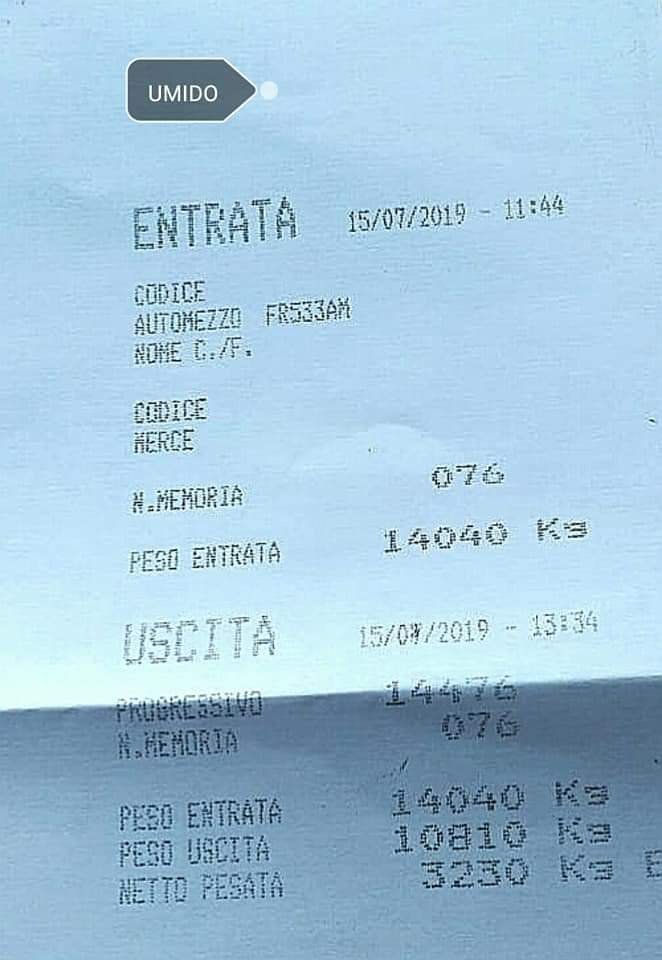 UMIDO
ENTRATA 15/07/2019 - 11:44
CODICE
AUTOMEZZO FR533AM
NOME C./F.
CODICE
MERCE
N.MEMORIA 076
PESO ENTRATA 14040 Kg
USCITA 15/07/2019 - 13:34
PROGRESSIVO 14476
N.MEMORIA 076
PESO ENTRATA 14040 Kg
PESO USCITA 10810 Kg
NETTO PESATA 3230 Kg E